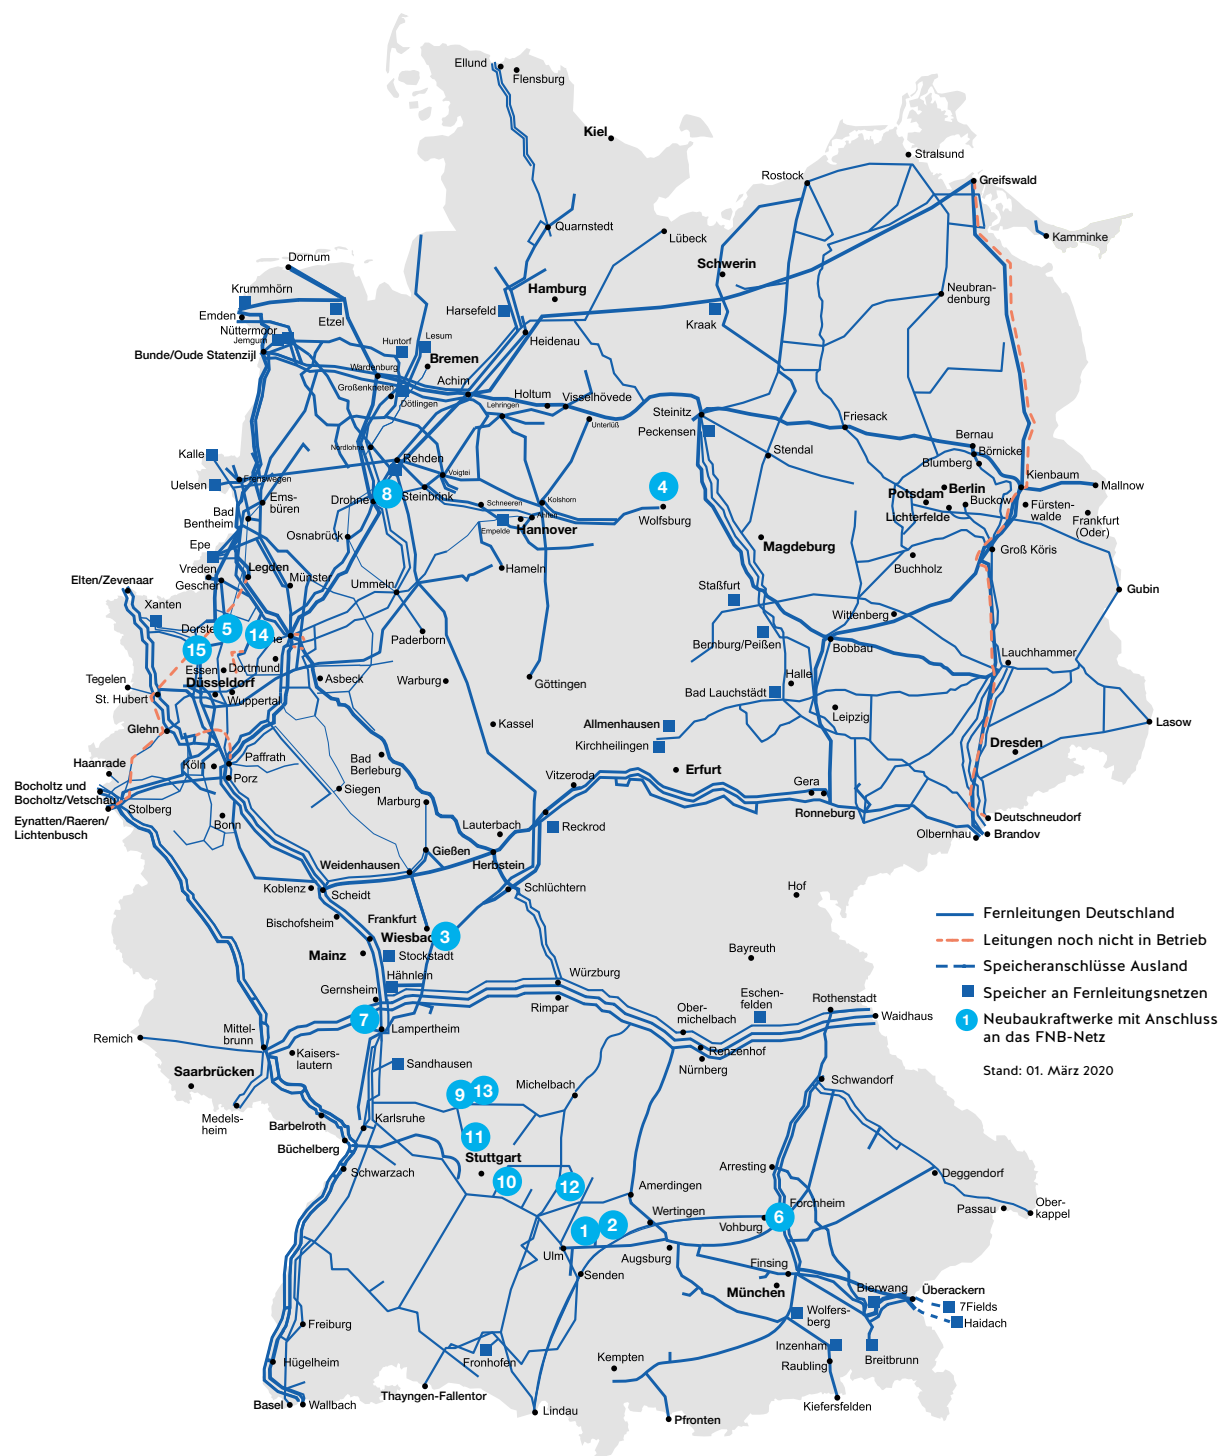 Ellund
Flensburg
Kiel
Stralsund
Rostock
Greifswald
Quarnstedt
Lübeck
Kamminke
Dornum
Schwerin
Krummhörn
Hamburg
Neubran-
denburg
Emden
Etzel
Harsefeld
Kraak
Nüttermoor
Jemgum
Huntorf
Lesum
Heidenau
Bunde/Oude Statenzijl
Bremen
Wardenburg
Achim
Großenkneten
Dötlingen
Holtum
Visselhövede
Lehringen
Unterlüß
Steinitz
Peckensen
Friesack
Bernau
Börnicke
Blumberg
Nordlohne
Rehden
Kalle
Voigtei
Stendal
Kienbaum
Mallnow
Uelsen
Frenswegen
8
Steinbrink
4
Potsdam
Berlin
Buckow
Lichterfelde
Fürsten-
walde
Frankfurt
(Oder)
Ems-
büren
Drohne
Schneeren
Kolshorn
Wolfsburg
Bad
Bentheim
Ahlten
Empelde
Hannover
Osnabrück
Magdeburg
Epe
Groß Köris
Buchholz
Vreden
Legden
Gescher
Münster
Hameln
Elten/Zevenaar
Ummeln
Staßfurt
Gubin
Xanten
Wittenberg
Dorste
5
14
ne
15
Paderborn
Bernburg/Peißen
Bobbau
Essen
Dortmund
Lauchhammer
Tegelen
Düsseldorf
Asbeck
Warburg
Göttingen
Halle
St. Hubert
Wuppertal
Bad Lauchstädt
Leipzig
Glehn
Kassel
Allmenhausen
Lasow
Kirchheilingen
Dresden
Haanrade
Köln
Paffrath
Bad
Berleburg
Porz
Vitzeroda
Erfurt
Gera
Bocholtz und
Bocholtz/Vetschau
Siegen
Marburg
Ronneburg
Stolberg
Eynatten/Raeren/
Lichtenbusch
Bonn
Lauterbach
Reckrod
Deutschneudorf
Olbernhau
Brandov
Gießen
Weidenhausen
Herbstein
Koblenz
Scheidt
Schlüchtern
Hof
Bischofsheim
Frankfurt
Wiesbad
3
Fernleitungen Deutschland
Leitungen noch nicht in Betrieb
Speicheranschlüsse Ausland
Speicher an Fernleitungsnetzen
1
Neubaukraftwerke mit Anschluss
an das FNB-Netz
Stand: 01. März 2020
Mainz
Stockstadt
Bayreuth
Hähnlein
Würzburg
Gernsheim
Rimpar
Eschen-
felden
Rothenstadt
7
Lampertheim
Ober-
michelbach
Waidhaus
Remich
Mittel-
brunn
Kaisers-
lautern
Renzenhof
Nürnberg
Sandhausen
Saarbrücken
9
13
Michelbach
Schwandorf
Medels-
heim
Barbelroth
Karlsruhe
11
Büchelberg
Stuttgart
Schwarzach
10
12
Arresting
Deggendorf
Amerdingen
Forchheim
Passau
Ober-
kappel
Wertingen
6
Vohburg
1
2
Ulm
Augsburg
Senden
Finsing
München
Bierwang
Überackern
7Fields
Haidach
Wolfers-
berg
Freiburg
Inzenham
Breitbrunn
Fronhofen
Raubling
Hügelheim
Kempten
Thayngen-Fallentor
Kiefersfelden
Basel
Wallbach
Lindau
Pfronten